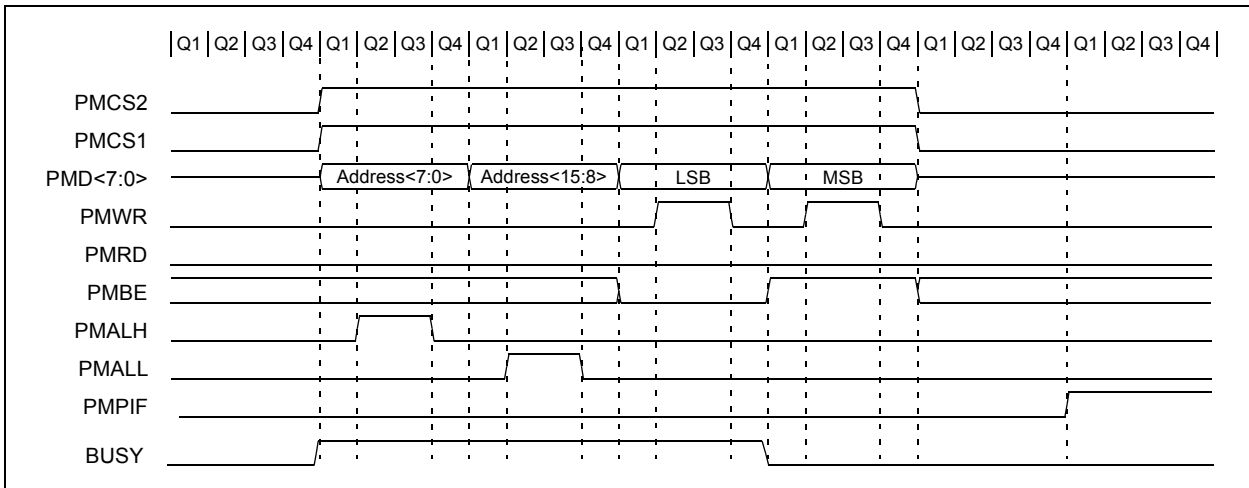 Q1 Q2 Q3 Q4 Q1 Q2 Q3 Q4 Q1 Q2 Q3 Q4 Q1 Q2 Q3 Q4 Q1 Q2 Q3 Q4 Q1 Q2 Q3 Q4 Q1 Q2 Q3 Q4
PMCS2
PMCS1
PMD<7:0> Address<7:0> Address<15:8> LSB MSB
PMWR
PMRD
PMBE
PMALH
PMALL
PMPIF
BUSY